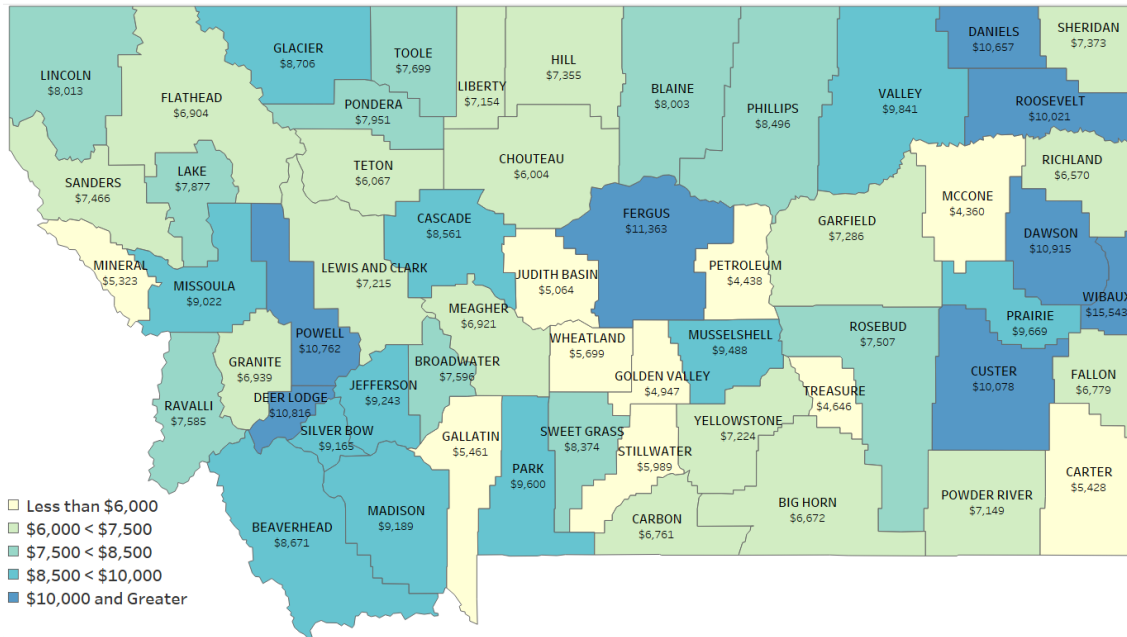 GLACIER
$8,706
TOOLE
$7,699
LIBERTY
$7,154
HILL
$7,355
BLAINE
$8,003
PHILLIPS
$8,496
VALLEY
$9,841
DANIELS
$10,657
SHERIDAN
$7,373
ROOSEVELT
$10,021
LINCOLN
$8,013
FLATHEAD
$6,904
PONDERA
$7,951
TETON
$6,067
CHOUTEAU
$6,004
RICHLAND
$6,570
SANDERS
$7,466
LAKE
$7,877
CASCADE
$8,561
FERGUS
$11,363
GARFIELD
$7,286
MCCONE
$4,360
DAWSON
$10,915
MINERAL
$5,323
MISSOULA
$9,022
LEWIS AND CLARK
$7,215
JUDITH BASIN
$5,064
PETROLEUM
$4,438
WIBAUX
$15,543
POWELL
$10,762
MEAGHER
$6,921
WHEATLAND
$5,699
MUSSELSHELL
$9,488
ROSEBUD
$7,507
PRAIRIE
$9,669
GRANITE
$6,939
BROADWATER
$7,596
GOLDEN VALLEY
$4,947
TREASURE
$4,646
CUSTER
$10,078
FALLON
$6,779
RAVALLI
$7,585
DEER LODGE
$10,816
JEFFERSON
$9,243
SILVER BOW
$9,165
GALLATIN
$5,461
SWEET GRASS
$8,374
STILLWATER
$5,989
YELLOWSTONE
$7,224
PARK
$9,600
BEAVERHEAD
$8,671
MADISON
$9,189
CARBON
$6,761
BIG HORN
$6,672
POWDER RIVER
$7,149
CARTER
$5,428
Less than $6,000
$6,000 < $7,500
$7,500 < $8,500
$8,500 < $10,000
$10,000 and Greater